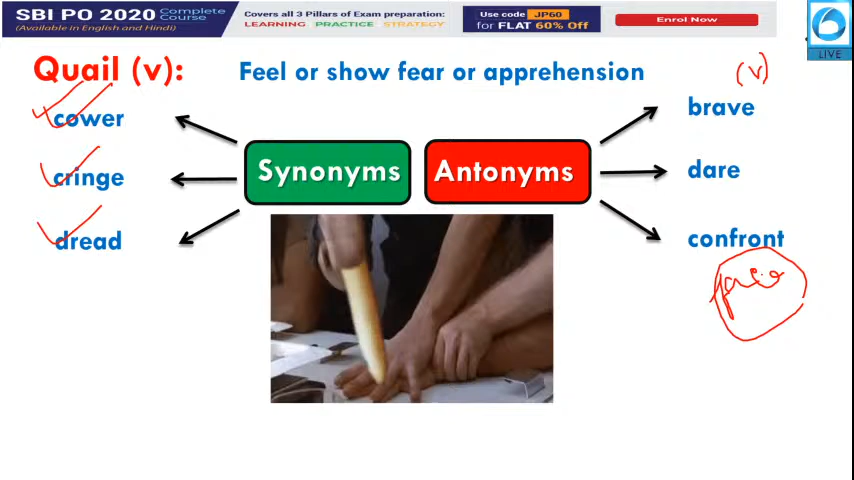 SBI PO 2020 Complete Course
(Available in English and Hindi)
Covers all 3 Pillars of Exam preparation:
LEARNING PRACTICE STRATEGY
Use code JP60
for FLAT 60% Off
Enrol Now
LIVE
Quail (v): Feel or show fear or apprehension
(v)
cower
brave
Synonyms Antonyms
cringe
dare
dread
confront